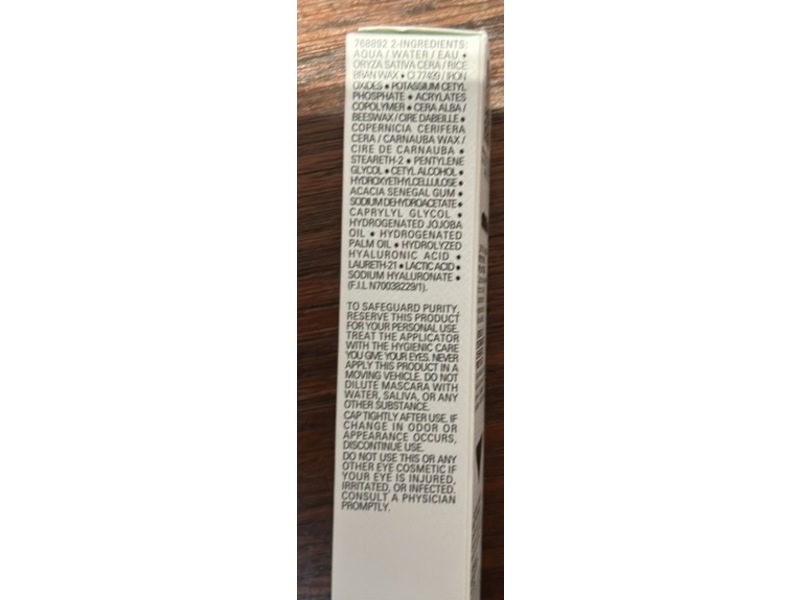 768892 2-INGREDIENTS:
AQUA / WATER / EAU •
ORYZA SATIVA CERA / RICE
BRAN WAX • CI 77499 / IRON
OXIDES • POTASSIUM CETYL
PHOSPHATE • ACRYLATES
COPOLYMER • CERA ALBA /
BEESWAX / CIRE DABEILLE •
COPERNICIA CERIFERA
CERA / CARNAUBA WAX /
CIRE DE CARNAUBA •
STEARETH-2 • PENTYLENE
GLYCOL • CETYL ALCOHOL •
HYDROXYETHYLCELLULOSE •
ACACIA SENEGAL GUM •
SODIUM DEHYDROACETATE •
CAPRYLYL GLYCOL •
HYDROGENATED JOJOBA
OIL • HYDROGENATED
PALM OIL • HYDROLYZED
HYALURONIC ACID •
LAURETH-21 • LACTIC ACID •
SODIUM HYALURONATE •
(F.I.L N70038229/1).
TO SAFEGUARD PURITY,
RESERVE THIS PRODUCT
FOR YOUR PERSONAL USE.
TREAT THE APPLICATOR
WITH THE HYGIENIC CARE
YOU GIVE YOUR EYES. NEVER
APPLY THIS PRODUCT IN A
MOVING VEHICLE. DO NOT
DILUTE MASCARA WITH
WATER, SALIVA, OR ANY
OTHER SUBSTANCE.
CAP TIGHTLY AFTER USE. IF
CHANGE IN ODOR OR
APPEARANCE OCCURS,
DISCONTINUE USE.
DO NOT USE THIS OR ANY
OTHER EYE COSMETIC IF
YOUR EYE IS INJURED,
IRRITATED, OR INFECTED.
CONSULT A PHYSICIAN
PROMPTLY.